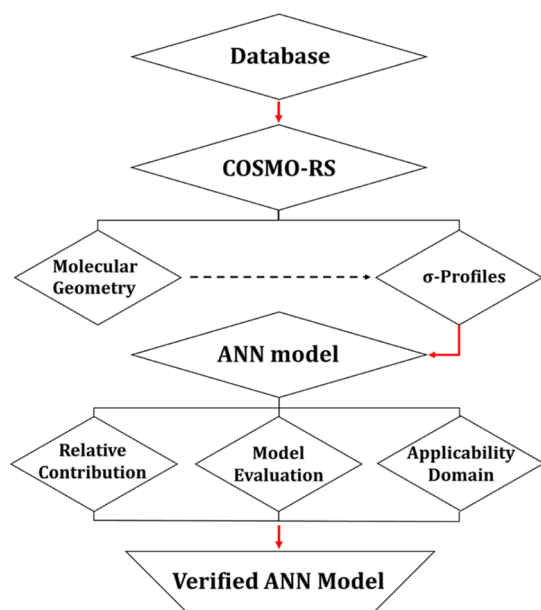 Database
COSMO-RS
Molecular
Geometry
σ-Profiles
ANN model
Relative
Contribution
Model
Evaluation
Applicability
Domain
Verified ANN Model